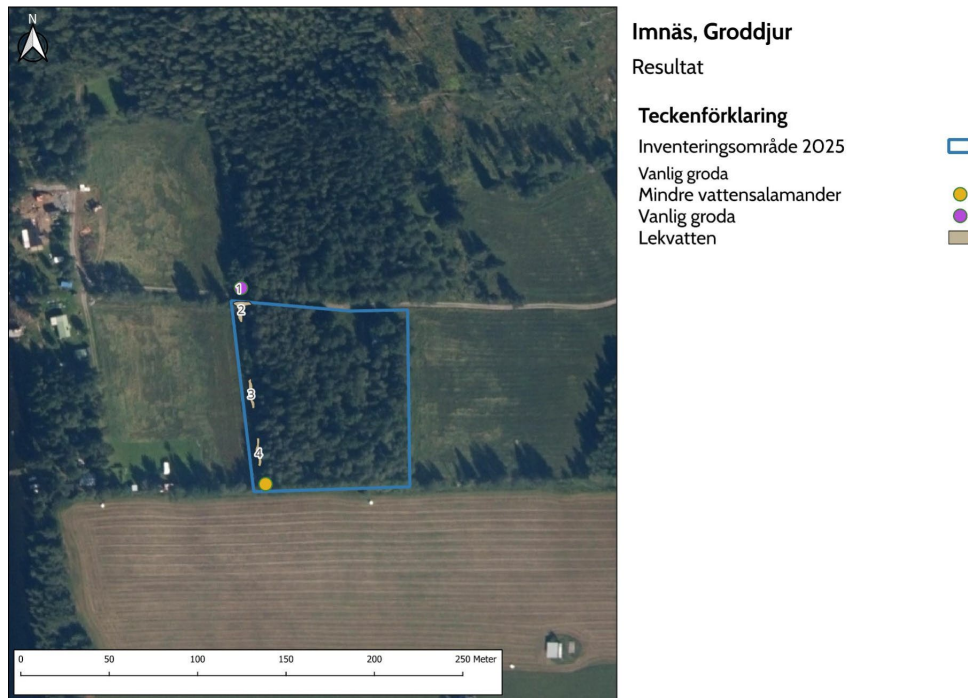 N
Imnäs, Groddjur
Resultat
Teckenförklaring
Inventeringsområde 2025
Vanlig groda
Mindre vattensalamander
Vanlig groda
Lekvatten
1
2
3
4
0 50 100 150 200 250 Meter